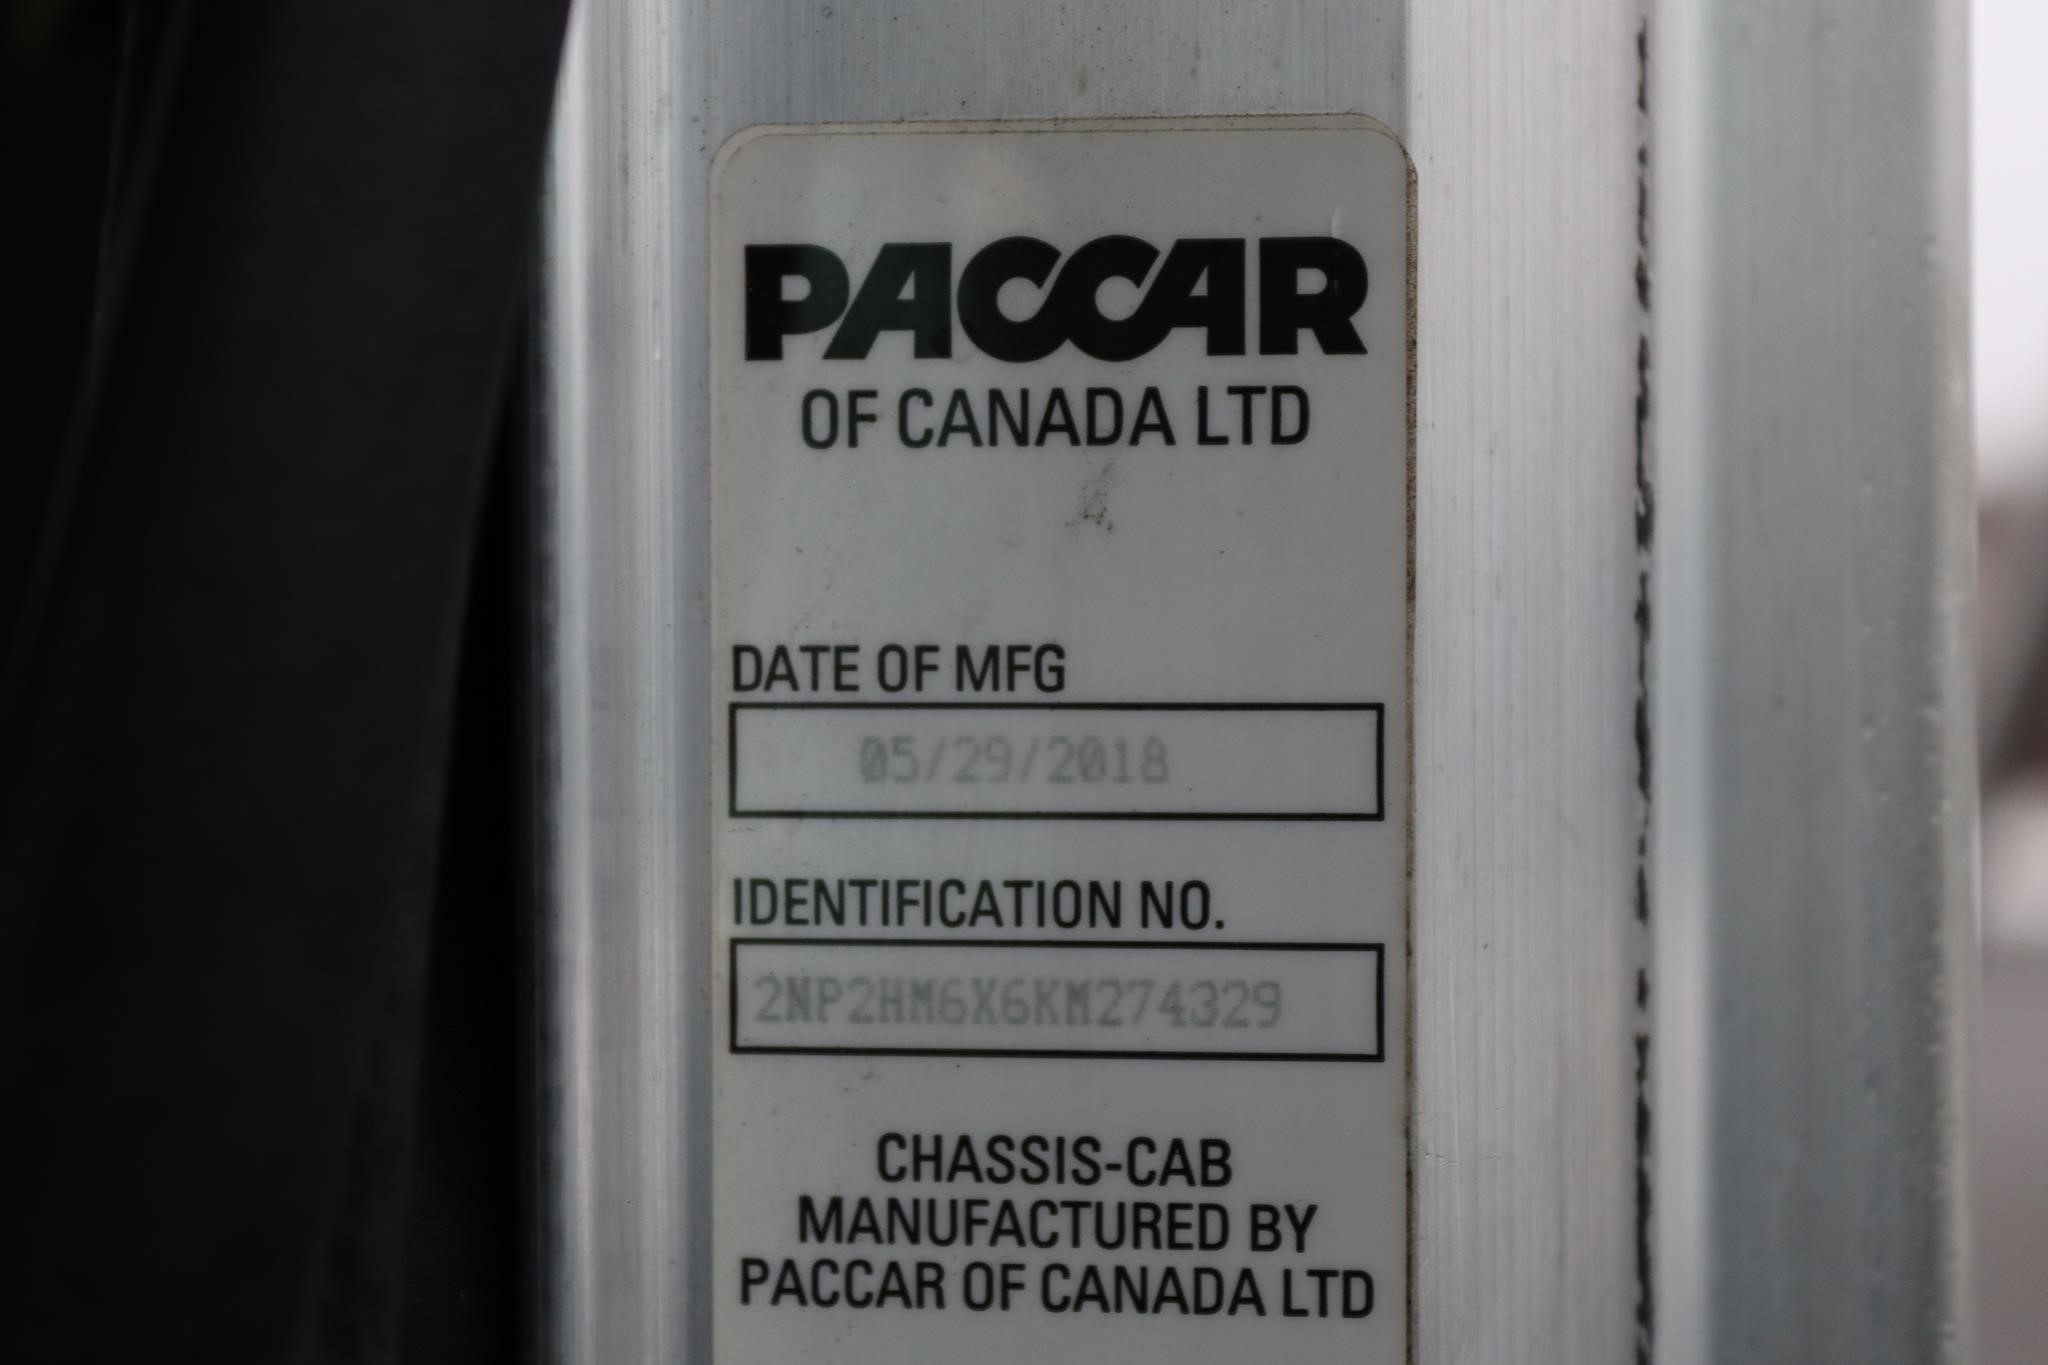 PACCAR
OF CANADA LTD
DATE OF MFG
05/29/2018
IDENTIFICATION NO.
2NP2HM6X6KM274329
CHASSIS-CAB
MANUFACTURED BY
PACCAR OF CANADA LTD